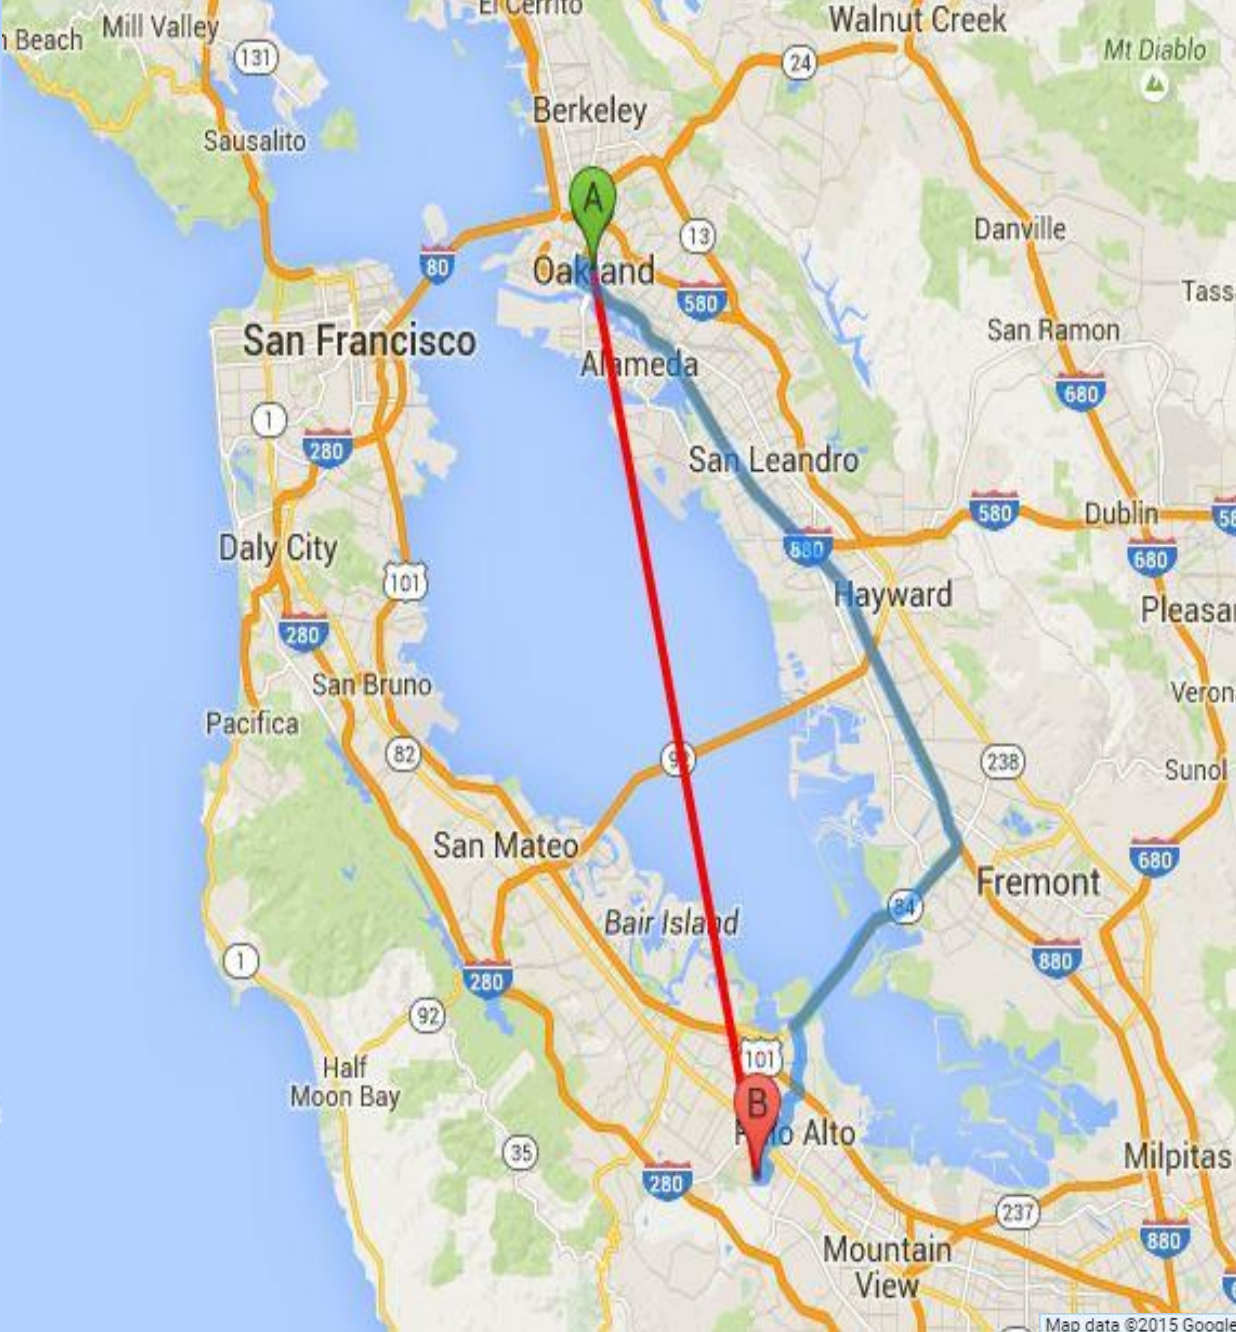 El Cerrito
Walnut Creek
Beach
Mill Valley
131
24
Mt Diablo
Berkeley
Sausalito
A
13
Danville
80
Oakland
580
Tass
San Ramon
San Francisco
Alameda
680
1
280
San Leandro
580
Dublin
58
Daly City
880
680
101
Hayward
Pleasa
280
San Bruno
Veron
Pacifica
82
92
238
Sunol
San Mateo
680
Fremont
84
Bair Island
1
880
280
92
101
Half
Moon Bay
B
Palo Alto
35
Milpitas
280
237
880
Mountain
View
Map data ©2015 Google